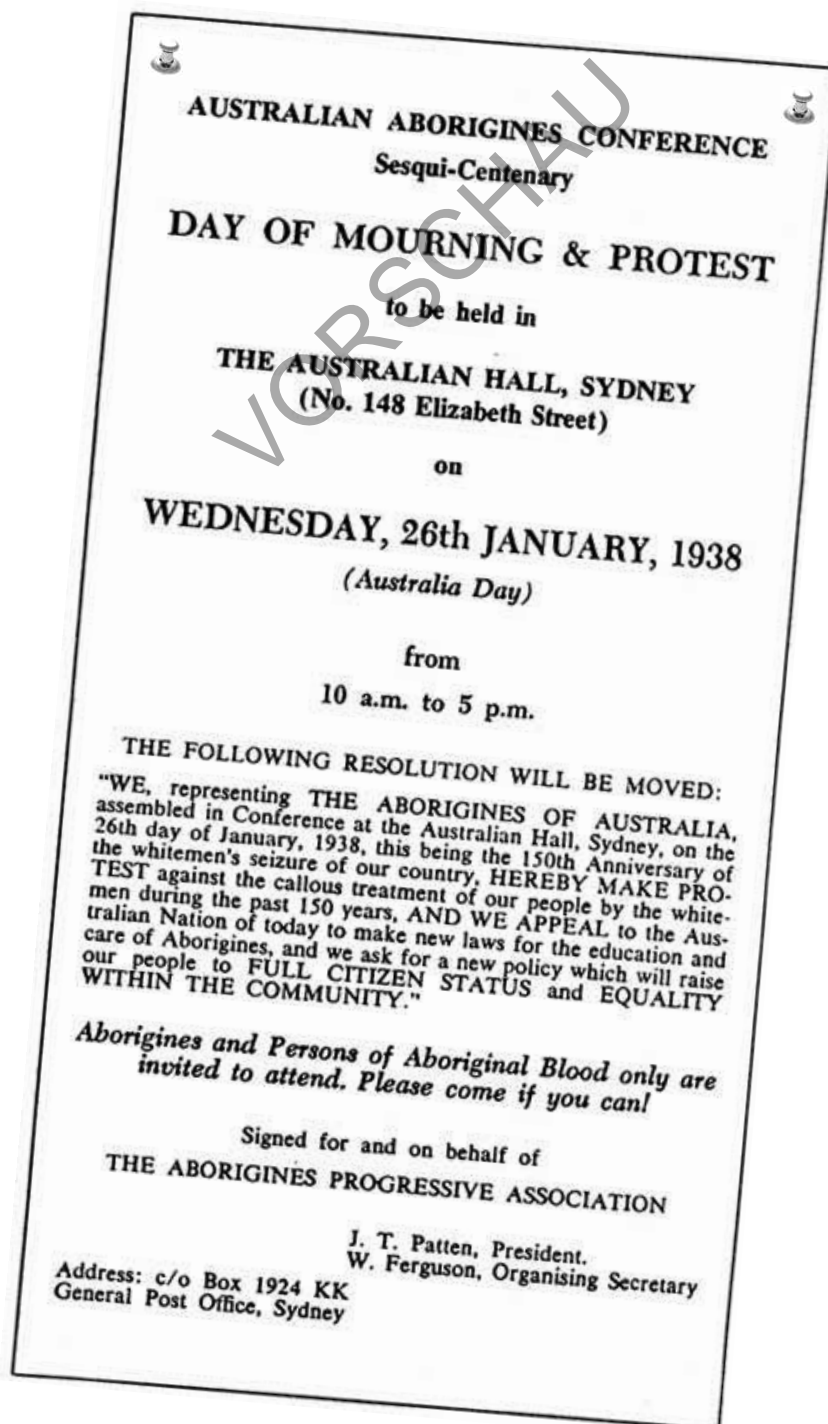 AUSTRALIAN ABORIGINES CONFERENCE
Sesqui-Centenary
DAY OF MOURNING & PROTEST
to be held in
THE AUSTRALIAN HALL, SYDNEY
(No. 148 Elizabeth Street)
on
WEDNESDAY, 26th JANUARY, 1938
(Australia Day)
from
10 a.m. to 5 p.m.
THE FOLLOWING RESOLUTION WILL BE MOVED:
"WE, representing THE ABORIGINES OF AUSTRALIA,
assembled in Conference at the Australian Hall, Sydney, on the
26th day of January, 1938, this being the 150th Anniversary of
the whitemen's seizure of our country, HEREBY MAKE PRO-
TEST against the callous treatment of our people by the white-
men during the past 150 years, AND WE APPEAL to the Aus-
tralian Nation of today to make new laws for the education and
care of Aborigines, and we ask for a new policy which will raise
our people to FULL CITIZEN STATUS and EQUALITY
WITHIN THE COMMUNITY."
Aborigines and Persons of Aboriginal Blood only are
invited to attend. Please come if you can!
Signed for and on behalf of
THE ABORIGINES PROGRESSIVE ASSOCIATION
J. T. Patten, President.
W. Ferguson, Organising Secretary
Address: c/o Box 1924 KK
General Post Office, Sydney
VORSCHAU